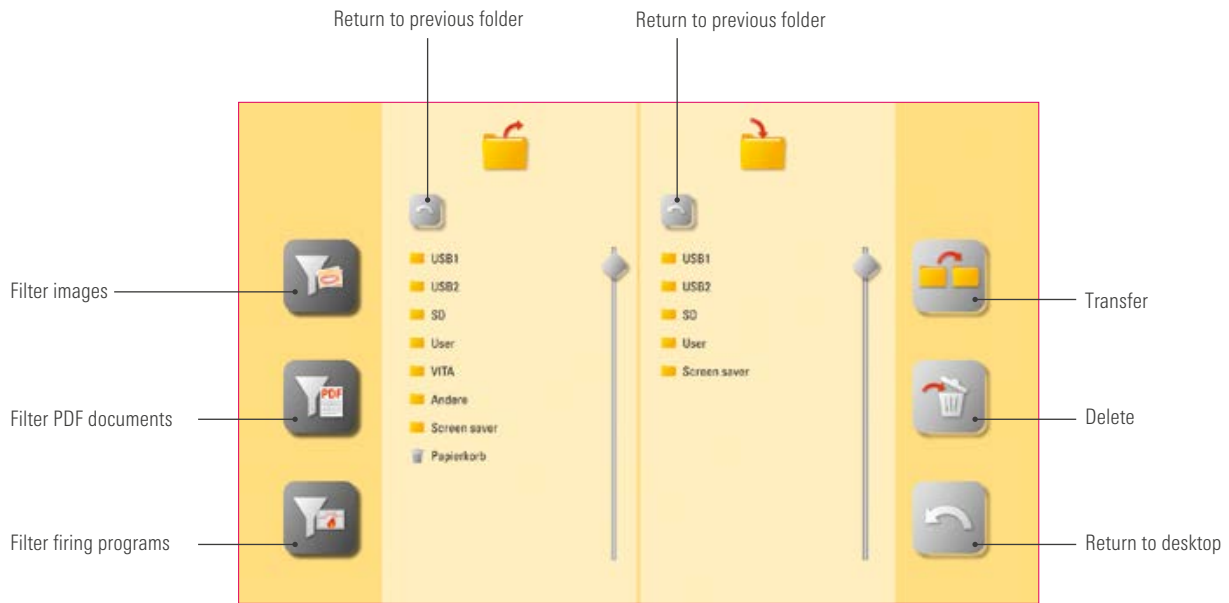 Return to previous folder
Return to previous folder
Filter images
Filter PDF documents
Filter firing programs
PDF
USB1
USB2
SD
User
VITA
Andere
Screen saver
Papierkorb
USB1
USB2
SD
User
Screen saver
Transfer
Delete
Return to desktop